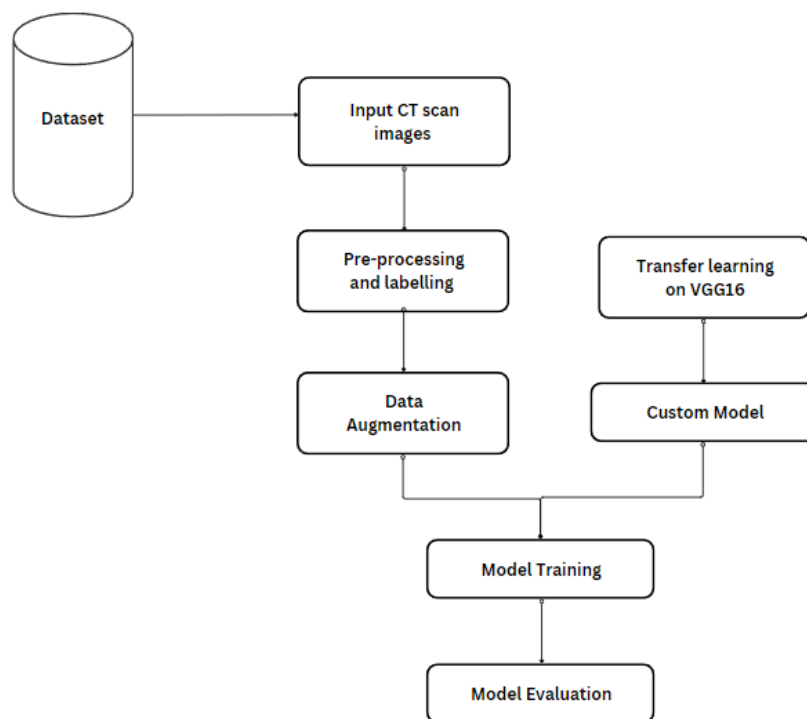 Dataset
Input CT scan
images
Pre-processing
and labelling
Transfer learning
on VGG16
Data
Augmentation
Custom Model
Model Training
Model Evaluation